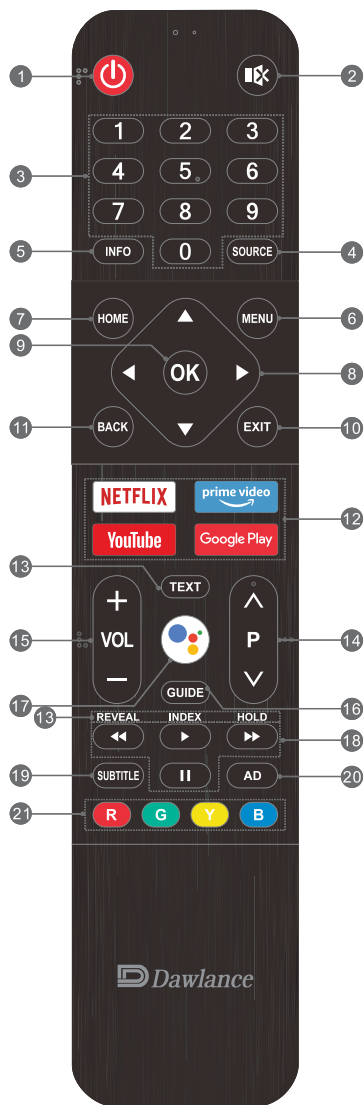 1 2
1 2 3
3 4 5 6
7 8 9
5 INFO 0 SOURCE 4
7 HOME MENU 6
9 OK 8
11 BACK EXIT 10
NETFLIX prime video 12
YouTube Google Play
13 TEXT
15 + VOL − P 14
17 GUIDE 16
13 REVEAL INDEX HOLD
18
19 SUBTITLE AD 20
21 R G Y B
Dawlance